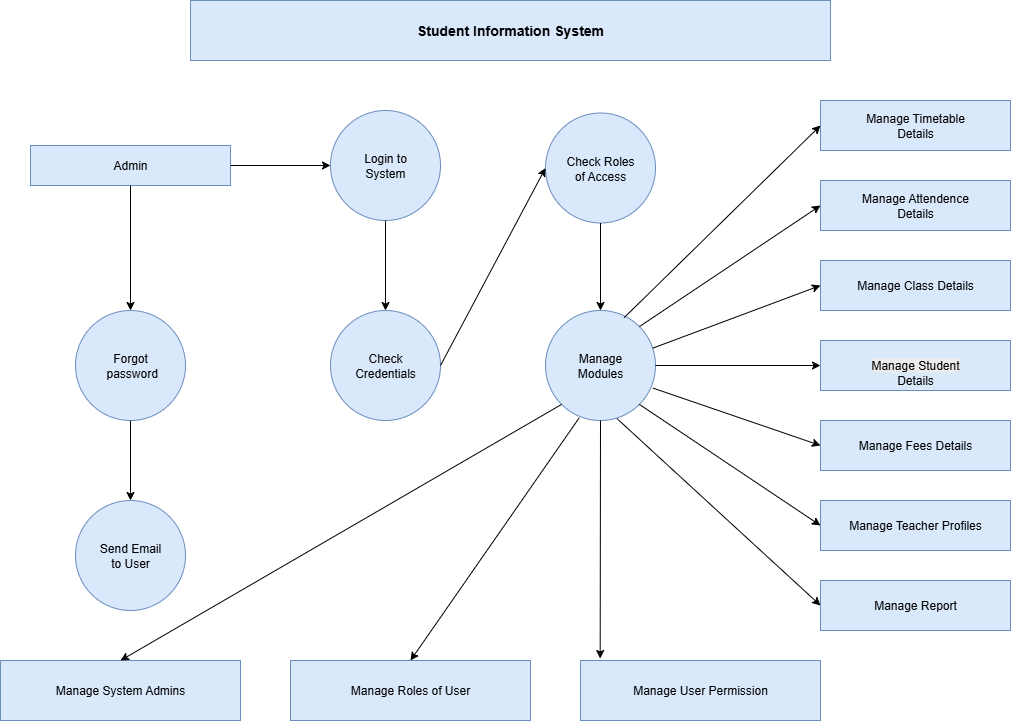 Student Information System
Admin
Login to
System
Check Roles
of Access
Manage Timetable
Details
Manage Attendence
Details
Manage Class Details
Forgot
password
Check
Credentials
Manage
Modules
Manage Student
Details
Manage Fees Details
Manage Teacher Profiles
Send Email
to User
Manage Report
Manage System Admins
Manage Roles of User
Manage User Permission